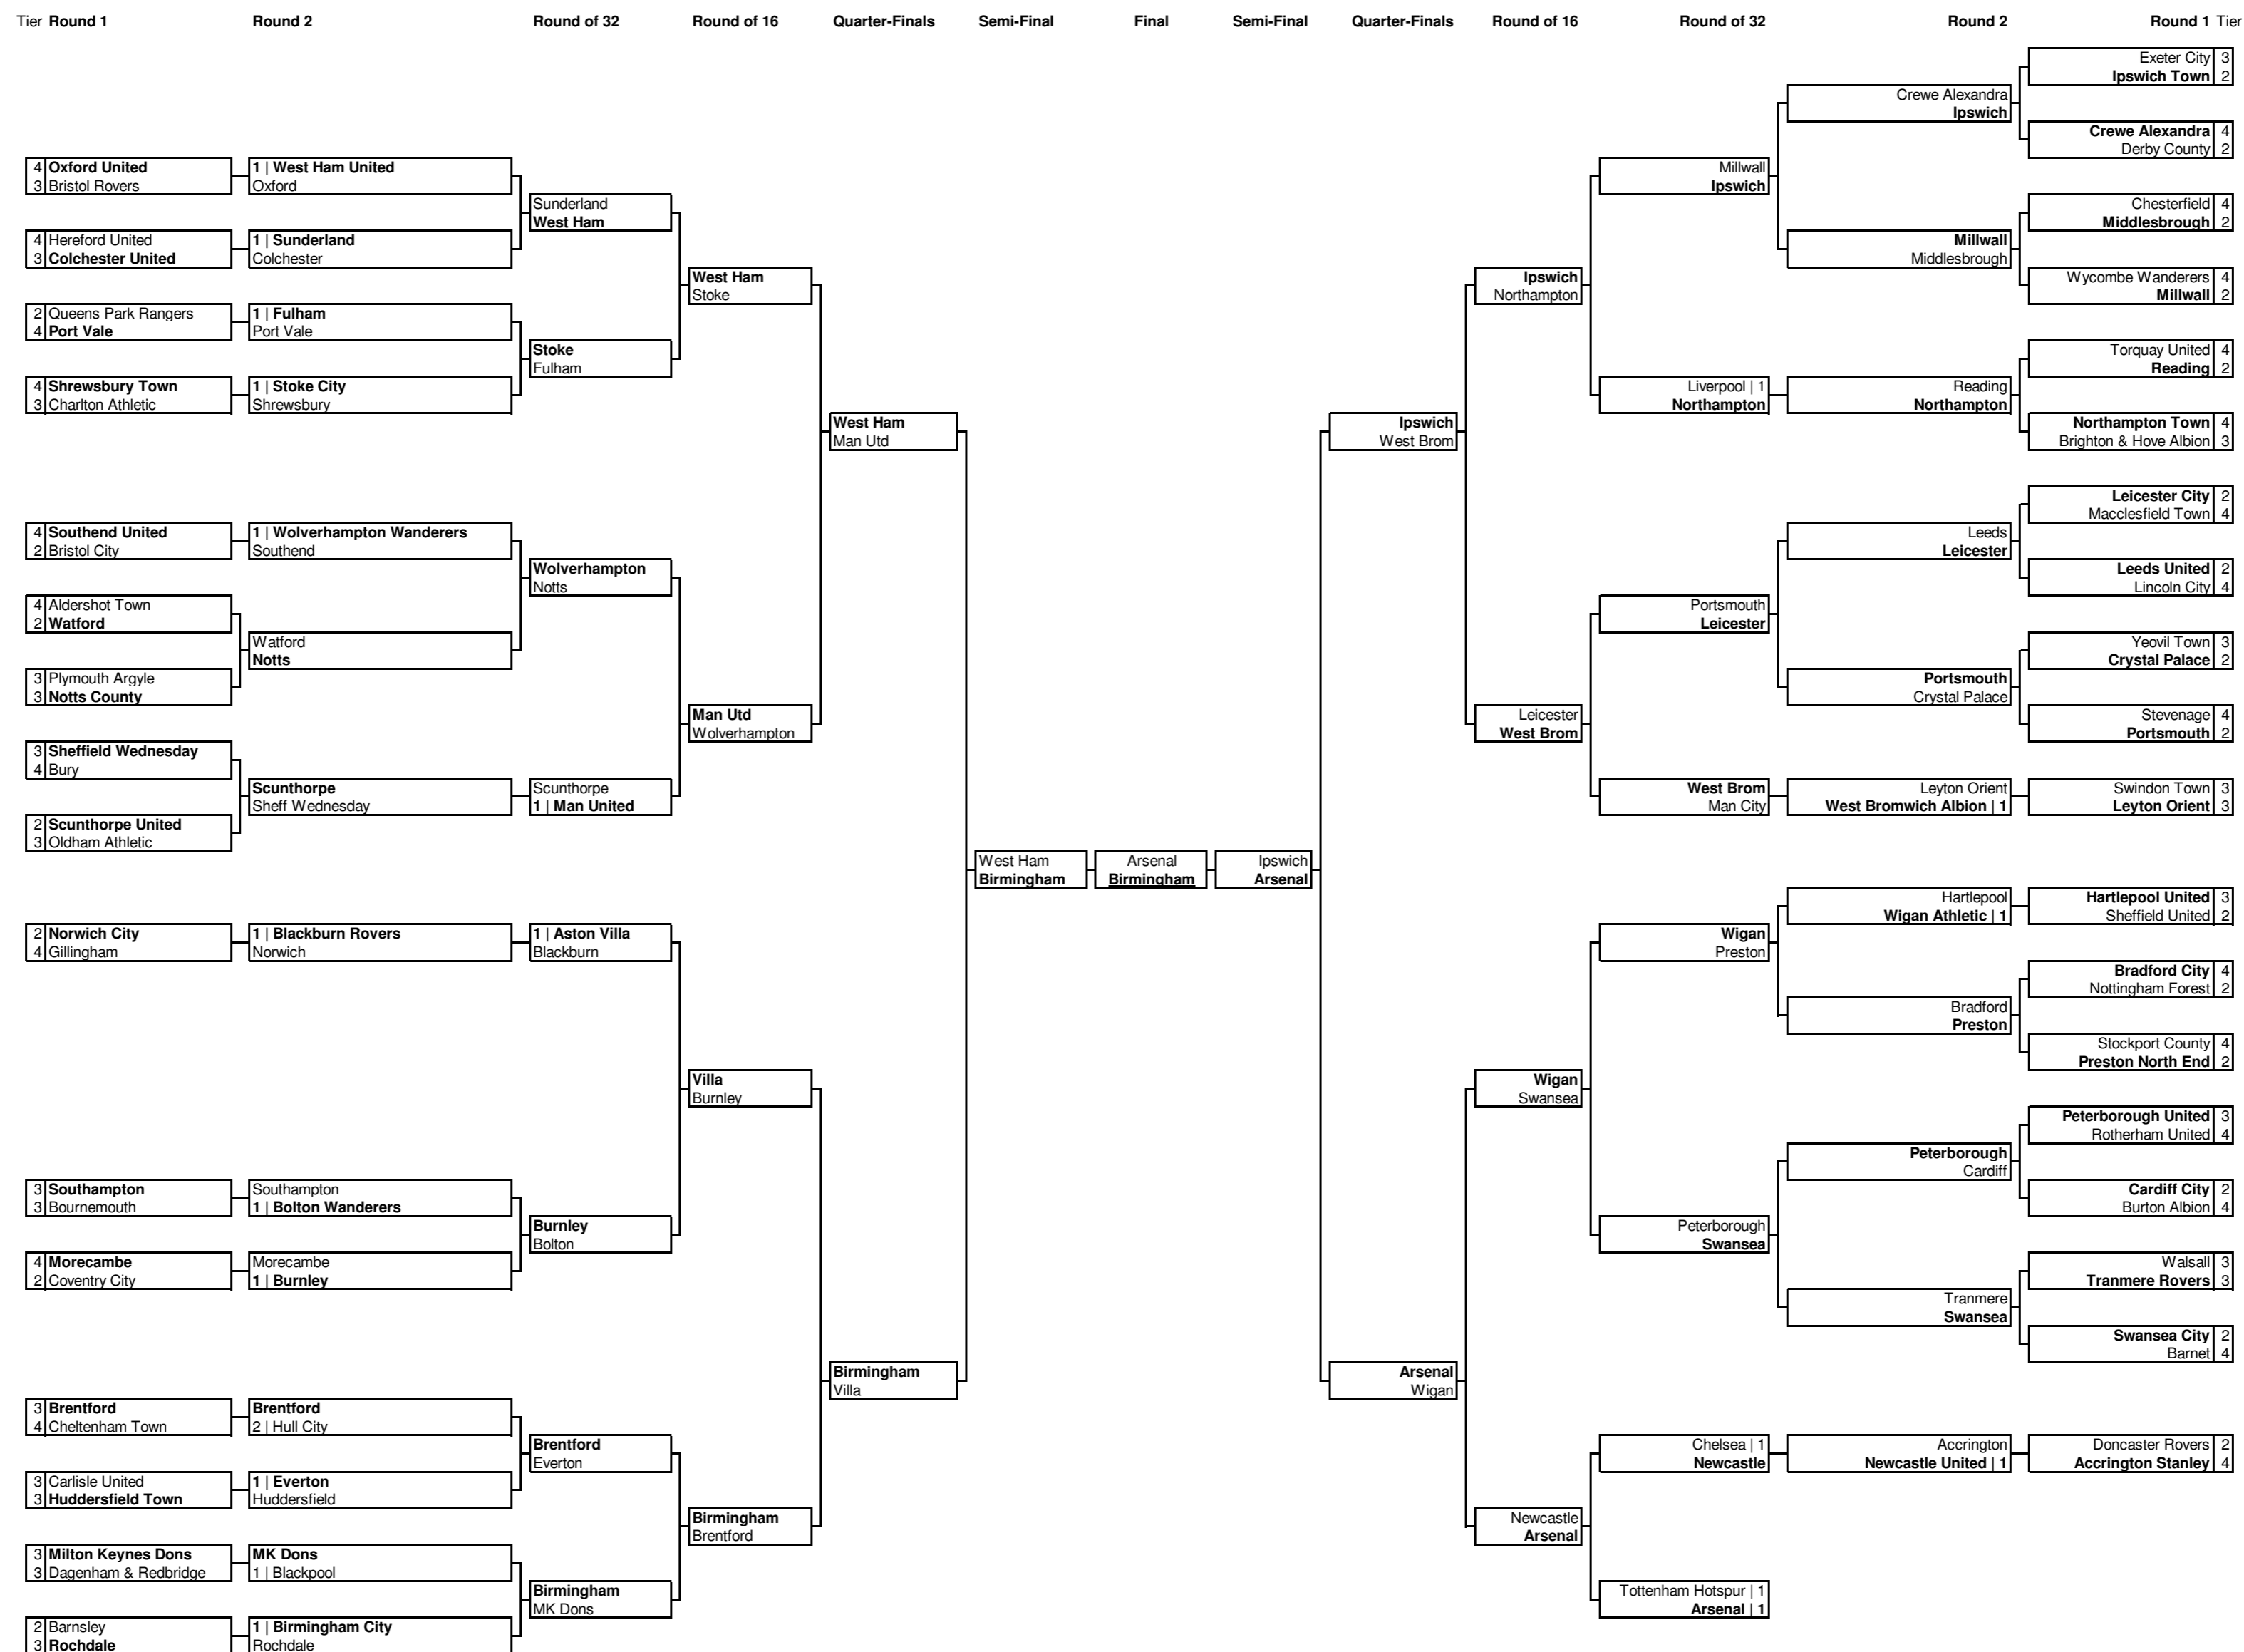 Tier Round 1 Round 2 Round of 32 Round of 16 Quarter-Finals Semi-Final Final Semi-Final Quarter-Finals Round of 16 Round of 32 Round 2 Round 1 Tier
4 Oxford United
3 Bristol Rovers
4 Hereford United
3 Colchester United
2 Queens Park Rangers
4 Port Vale
4 Shrewsbury Town
3 Charlton Athletic
4 Southend United
2 Bristol City
4 Aldershot Town
2 Watford
3 Plymouth Argyle
3 Notts County
3 Sheffield Wednesday
4 Bury
2 Scunthorpe United
3 Oldham Athletic
2 Norwich City
4 Gillingham
3 Southampton
3 Bournemouth
4 Morecambe
2 Coventry City
3 Brentford
4 Cheltenham Town
3 Carlisle United
3 Huddersfield Town
3 Milton Keynes Dons
3 Dagenham & Redbridge
2 Barnsley
3 Rochdale
1 | West Ham United
Oxford
1 | Sunderland
Colchester
1 | Fulham
Port Vale
1 | Stoke City
Shrewsbury
1 | Wolverhampton Wanderers
Southend
Watford
Notts
Scunthorpe
Sheff Wednesday
1 | Blackburn Rovers
Norwich
Southampton
1 | Bolton Wanderers
Morecambe
1 | Burnley
Brentford
2 | Hull City
1 | Everton
Huddersfield
MK Dons
1 | Blackpool
1 | Birmingham City
Rochdale
Sunderland
West Ham
Stoke
Fulham
Wolverhampton
Notts
Scunthorpe
1 | Man United
1 | Aston Villa
Blackburn
Burnley
Bolton
Brentford
Everton
Birmingham
MK Dons
West Ham
Stoke
Man Utd
Wolverhampton
Villa
Burnley
Birmingham
Brentford
West Ham
Man Utd
Birmingham
Villa
West Ham
Birmingham
Arsenal
Birmingham
Ipswich
Arsenal
Ipswich
West Brom
Arsenal
Wigan
Ipswich
Northampton
Leicester
West Brom
Wigan
Swansea
Newcastle
Arsenal
Millwall
Ipswich
Liverpool | 1
Northampton
Portsmouth
Leicester
West Brom
Man City
Wigan
Preston
Peterborough
Swansea
Chelsea | 1
Newcastle
Tottenham Hotspur | 1
Arsenal | 1
Crewe Alexandra
Ipswich
Millwall
Middlesbrough
Reading
Northampton
Leeds
Leicester
Portsmouth
Crystal Palace
Leyton Orient
West Bromwich Albion | 1
Hartlepool
Wigan Athletic | 1
Bradford
Preston
Peterborough
Cardiff
Tranmere
Swansea
Accrington
Newcastle United | 1
Exeter City 3
Ipswich Town 2
Crewe Alexandra 4
Derby County 2
Chesterfield 4
Middlesbrough 2
Wycombe Wanderers 4
Millwall 2
Torquay United 4
Reading 2
Northampton Town 4
Brighton & Hove Albion 3
Leicester City 2
Macclesfield Town 4
Leeds United 2
Lincoln City 4
Yeovil Town 3
Crystal Palace 2
Stevenage 4
Portsmouth 2
Swindon Town 3
Leyton Orient 3
Hartlepool United 3
Sheffield United 2
Bradford City 4
Nottingham Forest 2
Stockport County 4
Preston North End 2
Peterborough United 3
Rotherham United 4
Cardiff City 2
Burton Albion 4
Walsall 3
Tranmere Rovers 3
Swansea City 2
Barnet 4
Doncaster Rovers 2
Accrington Stanley 4